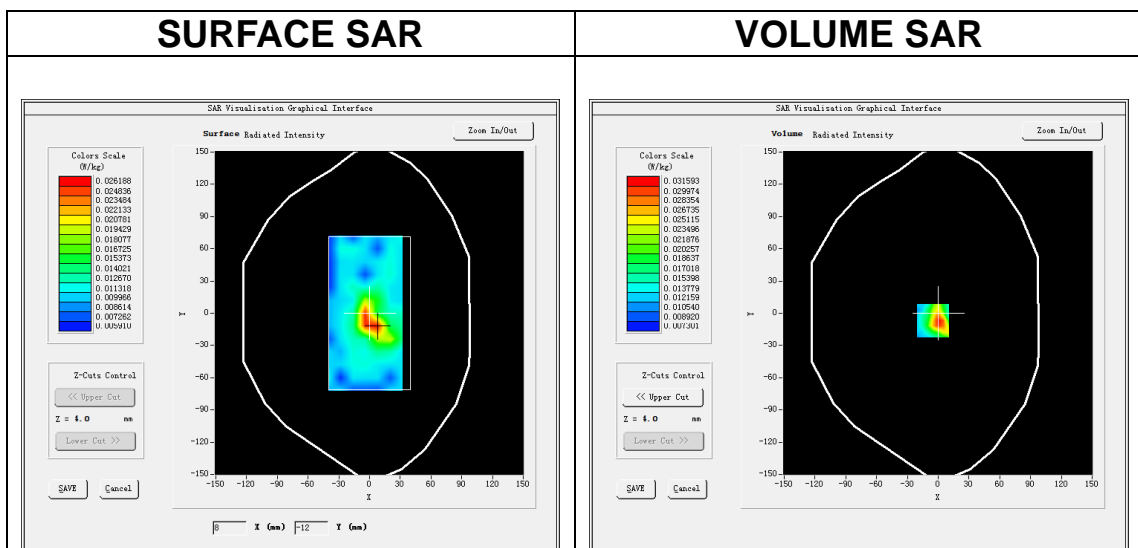 SURFACE SAR
VOLUME SAR
SAR Visualisation Graphical Interface
Surface Radiated Intensity
Zoom In/Out
Colors Scale
(W/kg)
0.026188
0.024836
0.023484
0.022133
0.020781
0.019429
0.018077
0.016725
0.015373
0.014021
0.012670
0.011318
0.009966
0.008614
0.007262
0.005910
Z-Cuts Control
<< Upper Cut
Z = 4.0 mm
Lower Cut >>
SAVE Cancel
150
120
90
60
30
0
-30
-60
-90
-120
-150
Y
-150 -120 -90 -60 -30 0 30 60 90 120 150
X
8 X (mm) -12 Y (mm)
SAR Visualisation Graphical Interface
Volume Radiated Intensity
Zoom In/Out
Colors Scale
(W/kg)
0.031593
0.029974
0.028354
0.026735
0.025115
0.023496
0.021876
0.020257
0.018637
0.017018
0.015398
0.013779
0.012159
0.010540
0.008920
0.007301
Z-Cuts Control
<< Upper Cut
Z = 4.0 mm
Lower Cut >>
SAVE Cancel
150
120
90
60
30
0
-30
-60
-90
-120
-150
Y
-150 -120 -90 -60 -30 0 30 60 90 120 150
X